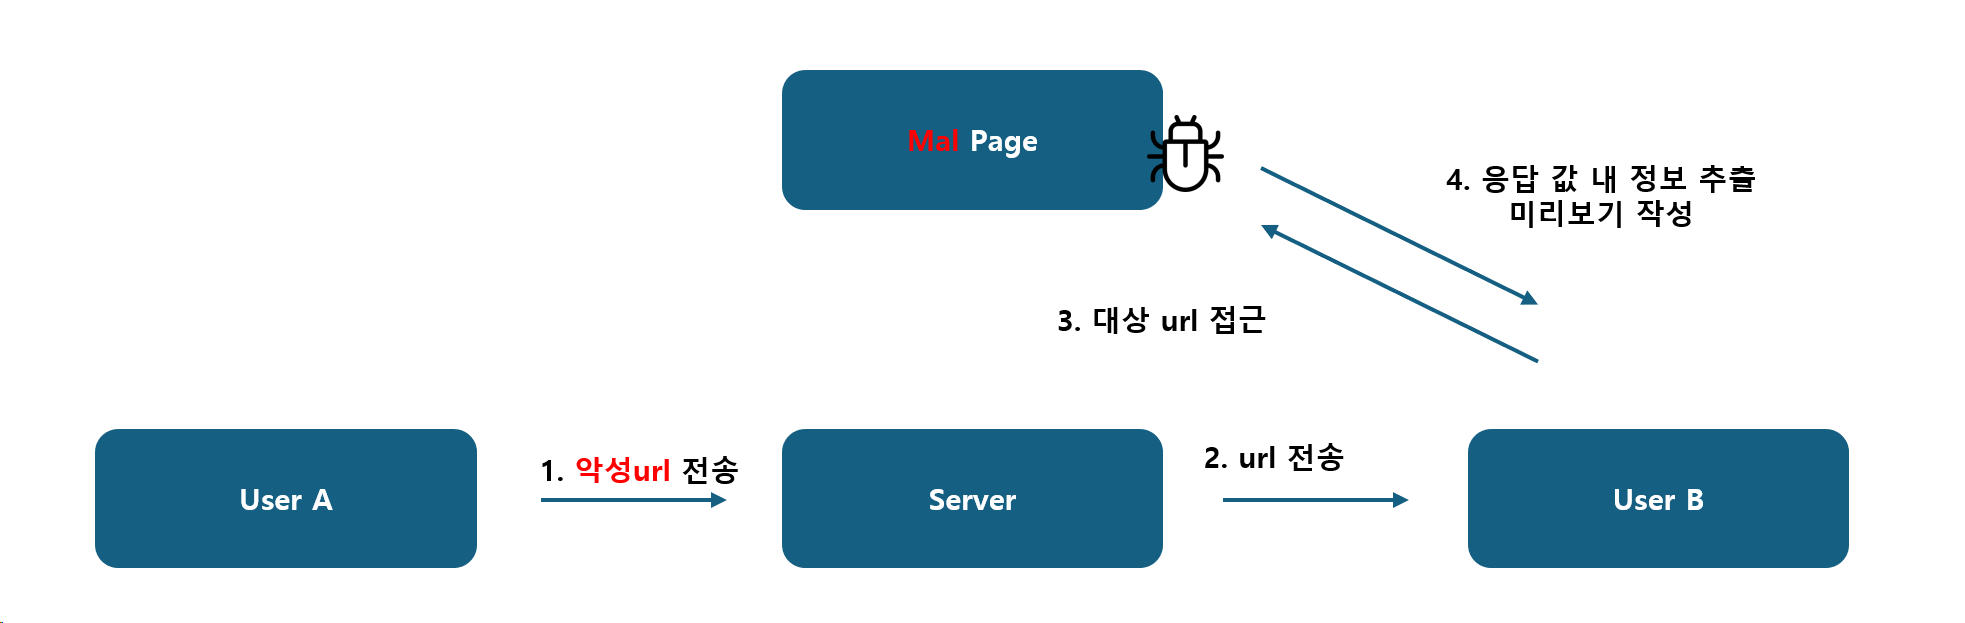 Mal Page
4. 응답 값 내 정보 추출
미리보기 작성
3. 대상 url 접근
1. 악성url 전송
2. url 전송
User A
Server
User B